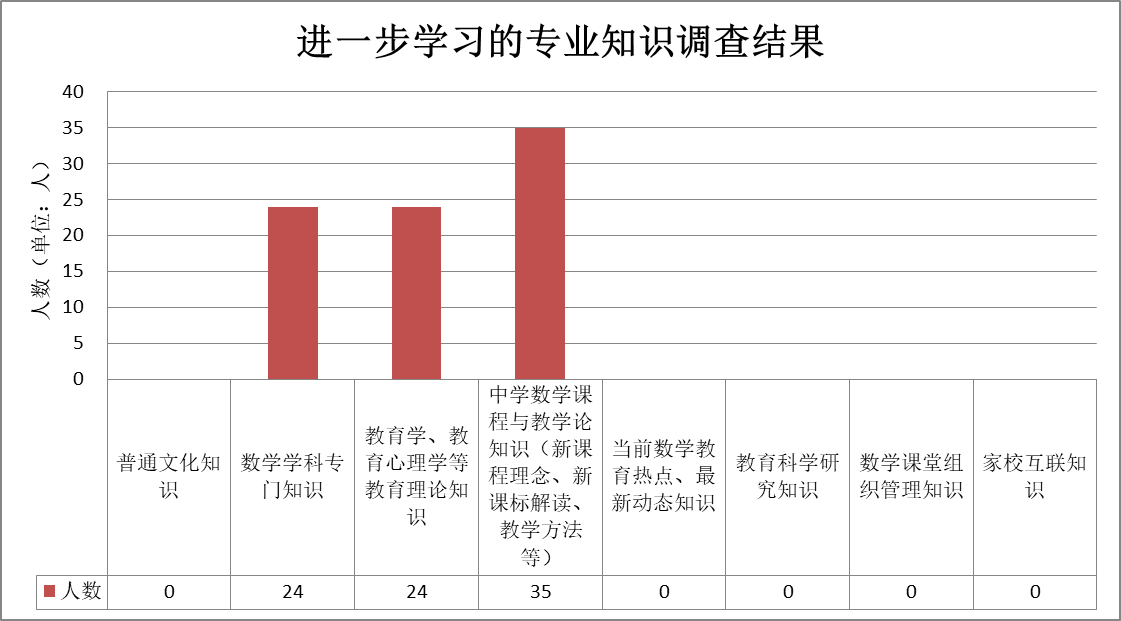 进一步学习的专业知识调查结果
人数（单位：人）
40
35
30
25
20
15
10
5
0
普通文化知
识
数学学科专
门知识
教育学、教
育心理学等
教育理论知
识
中学数学课
程与教学论
知识（新课
程理念、新
课标解读、
教学方法
等）
当前数学教
育热点、最
新动态知识
教育科学研
究知识
数学课堂组
织管理知识
家校互联知
识
人数 0 24 24 35 0 0 0 0